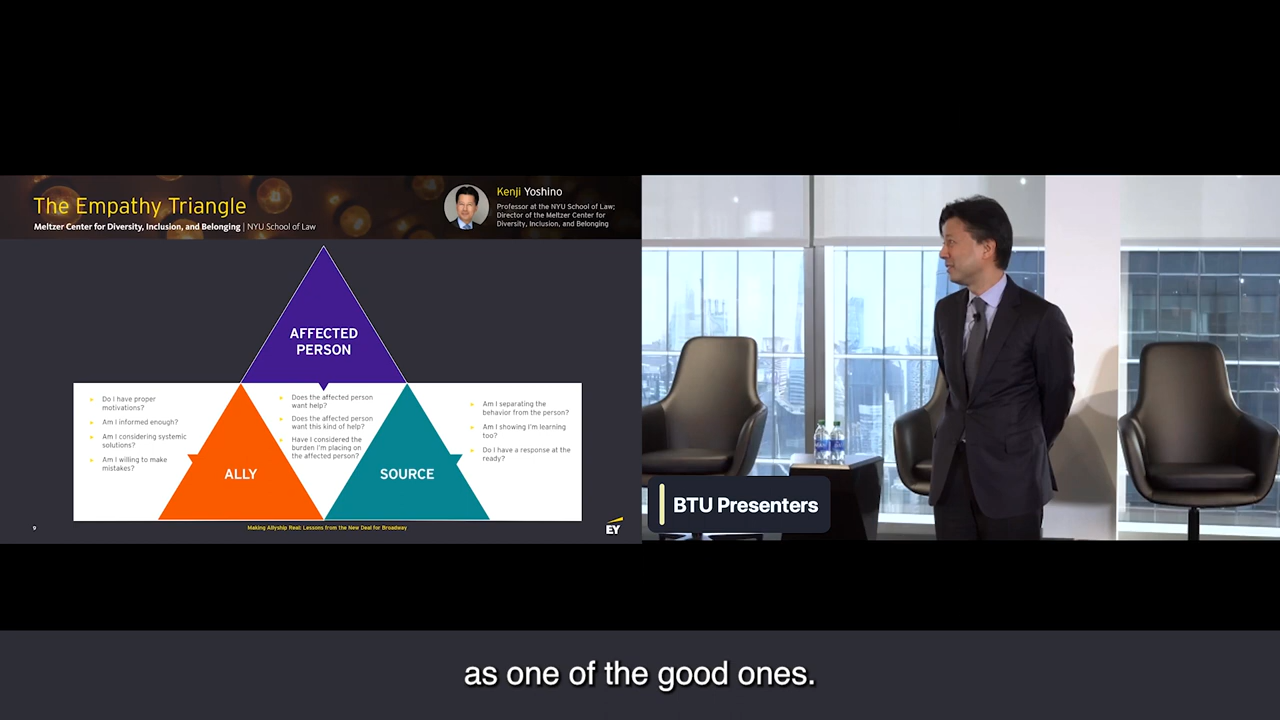 The Empathy Triangle
Meltzer Center for Diversity, Inclusion, and Belonging | NYU School of Law
Kenji Yoshino
Professor at the NYU School of Law;
Director of the Meltzer Center for
Diversity, Inclusion, and Belonging
AFFECTED
PERSON
Do I have proper
motivations?
Am I informed enough?
Am I considering systemic
solutions?
Am I willing to make
mistakes?
ALLY
Does the affected person
want help?
Does the affected person
want this kind of help?
Have I considered the
burden I'm placing on
the affected person?
SOURCE
Am I separating the
behavior from the person?
Am I showing I'm learning
too?
Do I have a response at the
ready?
9
Making Allyship Real: Lessons from the New Deal for Broadway
EY
BTU Presenters
as one of the good ones.